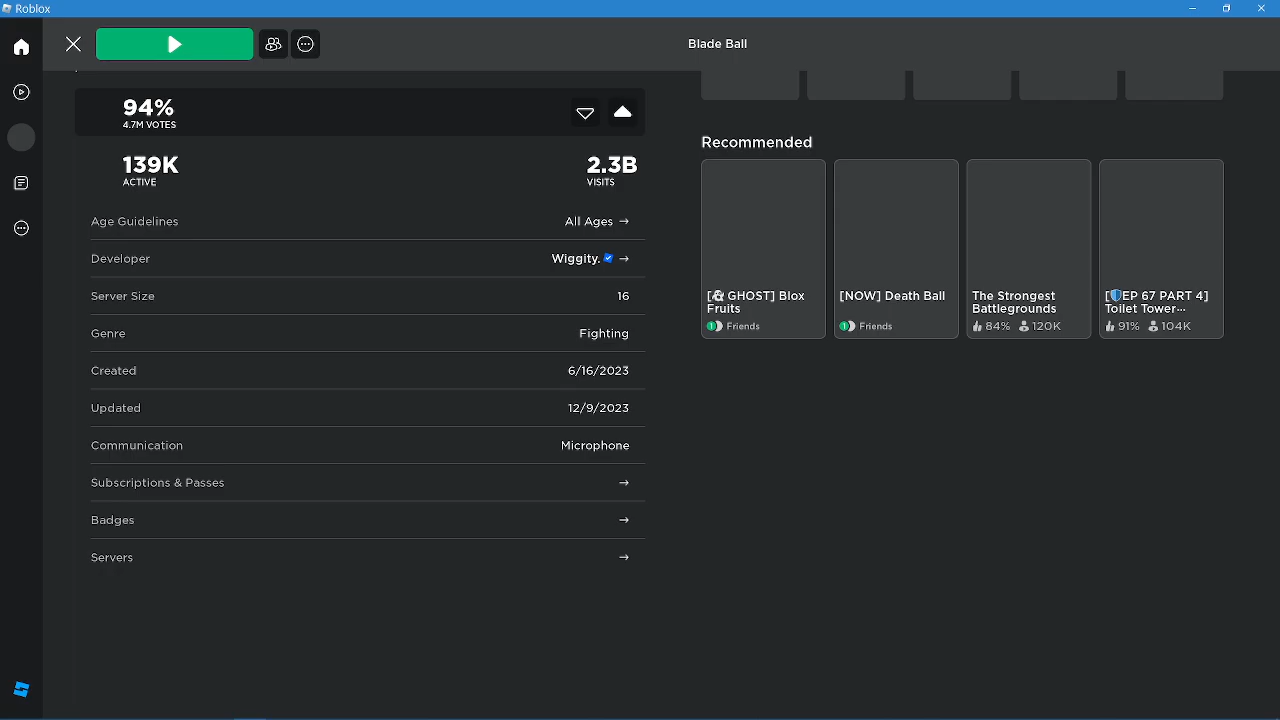 Roblox
Blade Ball
94%
4.7M VOTES
139K
ACTIVE
2.3B
VISITS
Age Guidelines
All Ages →
Developer
Wiggity. →
Server Size
16
Genre
Fighting
Created
6/16/2023
Updated
12/9/2023
Communication
Microphone
Subscriptions & Passes
→
Badges
→
Servers
→
Recommended
[👻 GHOST] Blox
Fruits
1 Friends
[NOW] Death Ball
1 Friends
The Strongest
Battlegrounds
84% 120K
[🛡️EP 67 PART 4]
Toilet Tower...
91% 104K